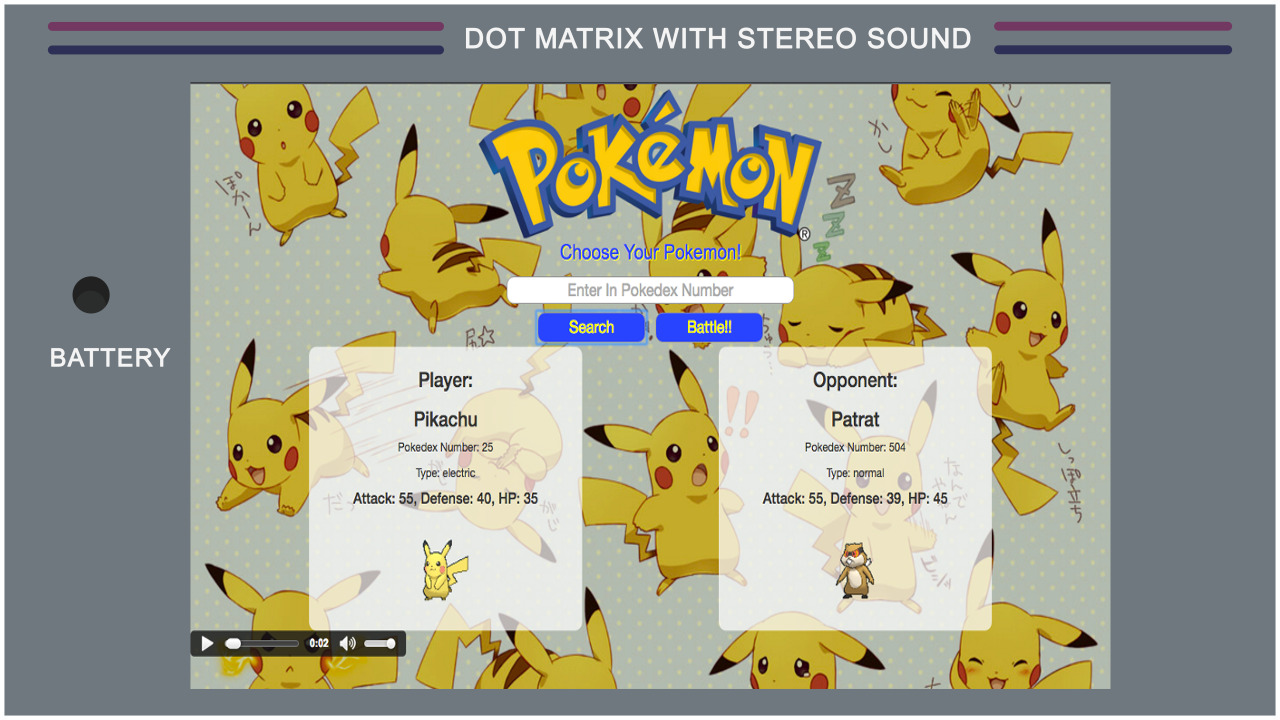 DOT MATRIX WITH STEREO SOUND
POKéMON
®
Choose Your Pokemon!
Enter In Pokedex Number
Search
Battle!!
BATTERY
Player:
Pikachu
Pokedex Number: 25
Type: electric
Attack: 55, Defense: 40, HP: 35
Opponent:
Patrat
Pokedex Number: 504
Type: normal
Attack: 55, Defense: 39, HP: 45
Z
Z
Z
!!
0:02